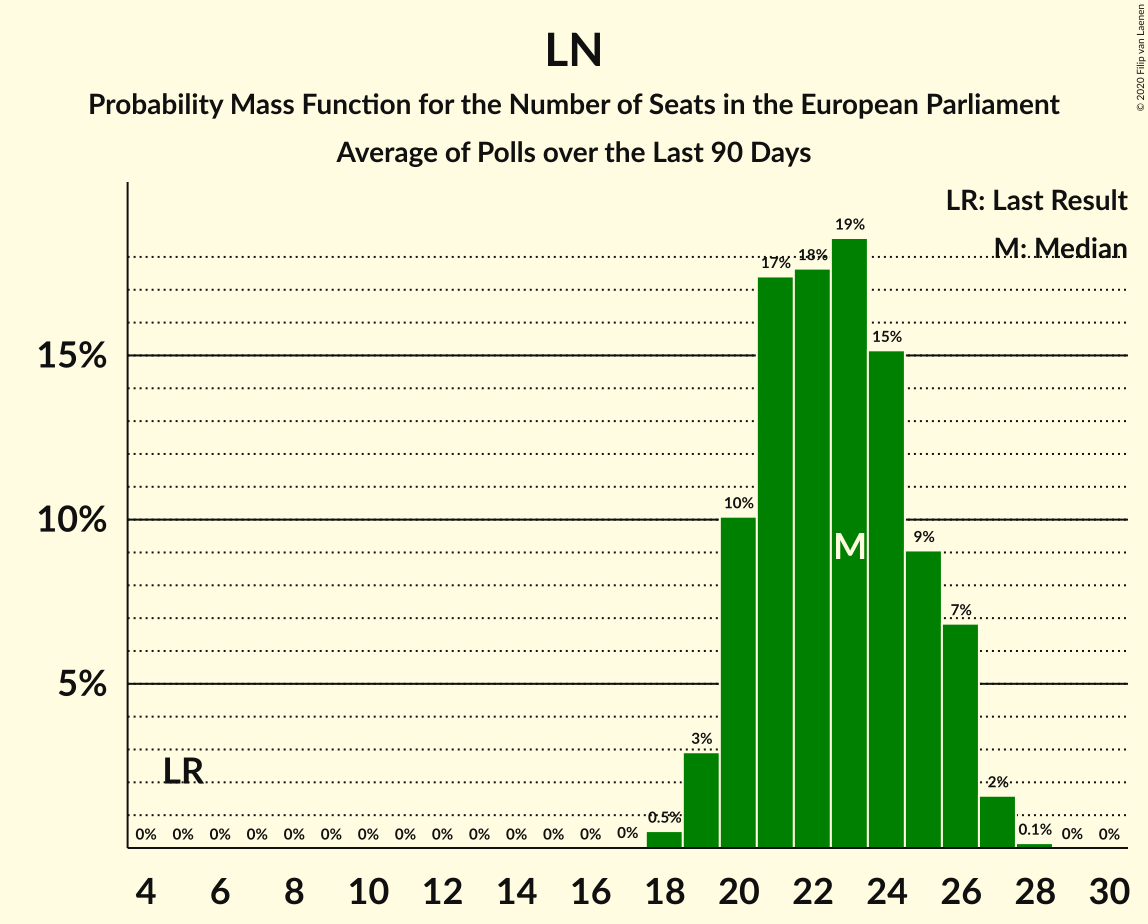 LN
Probability Mass Function for the Number of Seats in the European Parliament
Average of Polls over the Last 90 Days
© 2020 Filip van Laenen
LR: Last Result
M: Median
15%
10%
5%
LR
M
0% 0% 0% 0% 0% 0% 0% 0% 0% 0% 0% 0% 0% 0% 0.5% 3% 10% 17% 18% 19% 15% 9% 7% 2% 0.1% 0% 0%
4 6 8 10 12 14 16 18 20 22 24 26 28 30